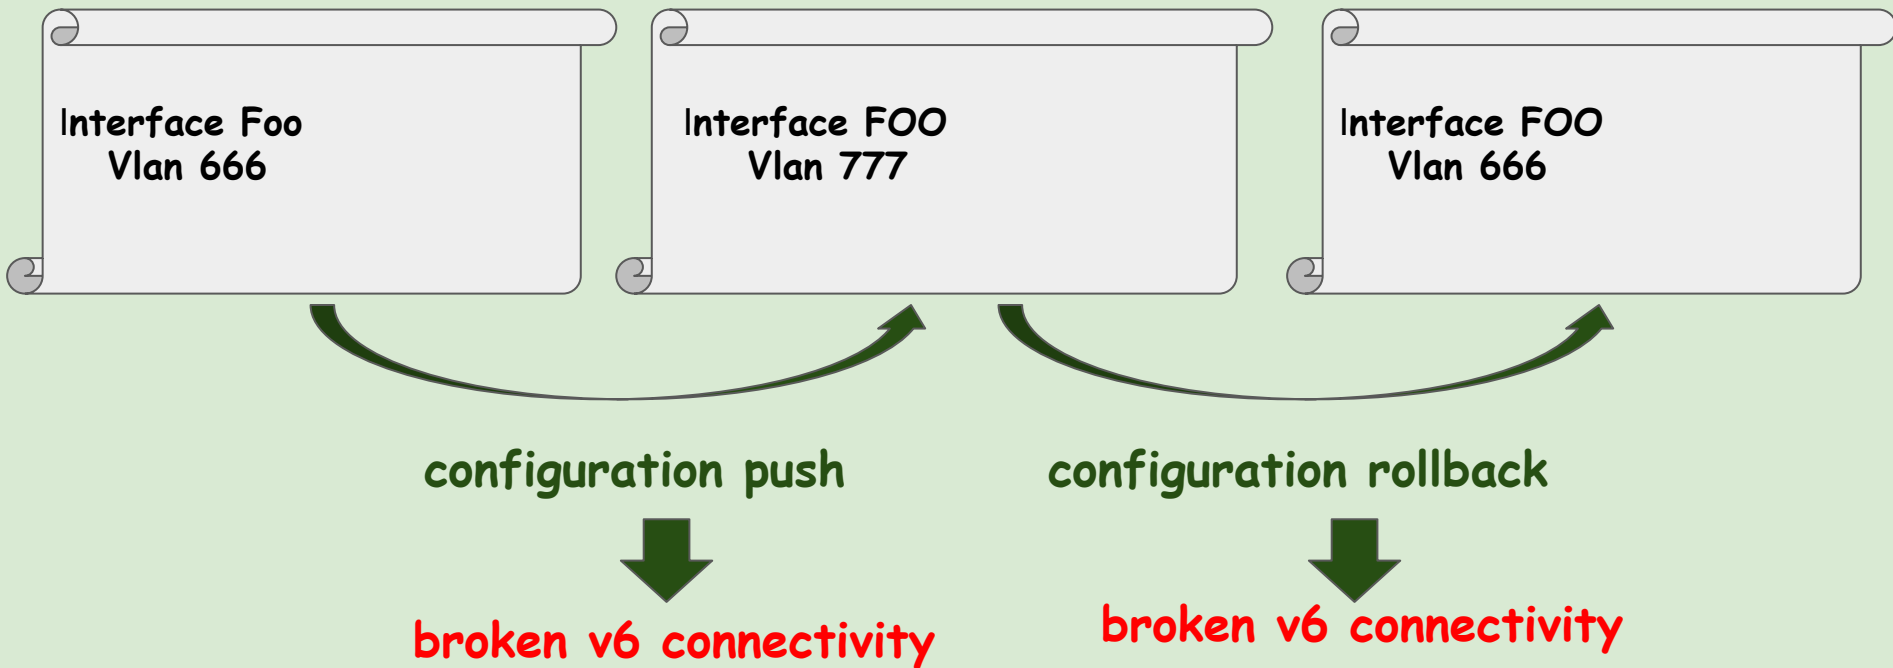 Interface Foo
Vlan 666
Interface FOO
Vlan 777
Interface FOO
Vlan 666
configuration push
configuration rollback
broken v6 connectivity
broken v6 connectivity